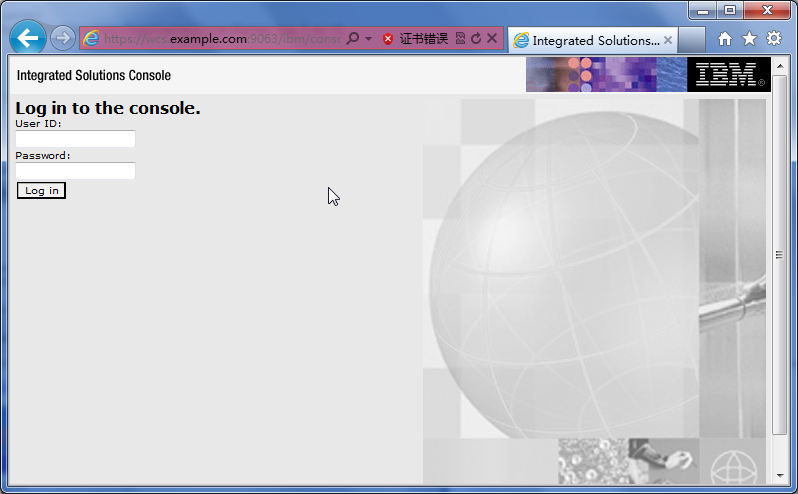 https://wcs.example.com:9063/ibm/cons
证书错误
Integrated Solutions...
Integrated Solutions Console
IBM®
Log in to the console.
User ID:
Password:
Log in